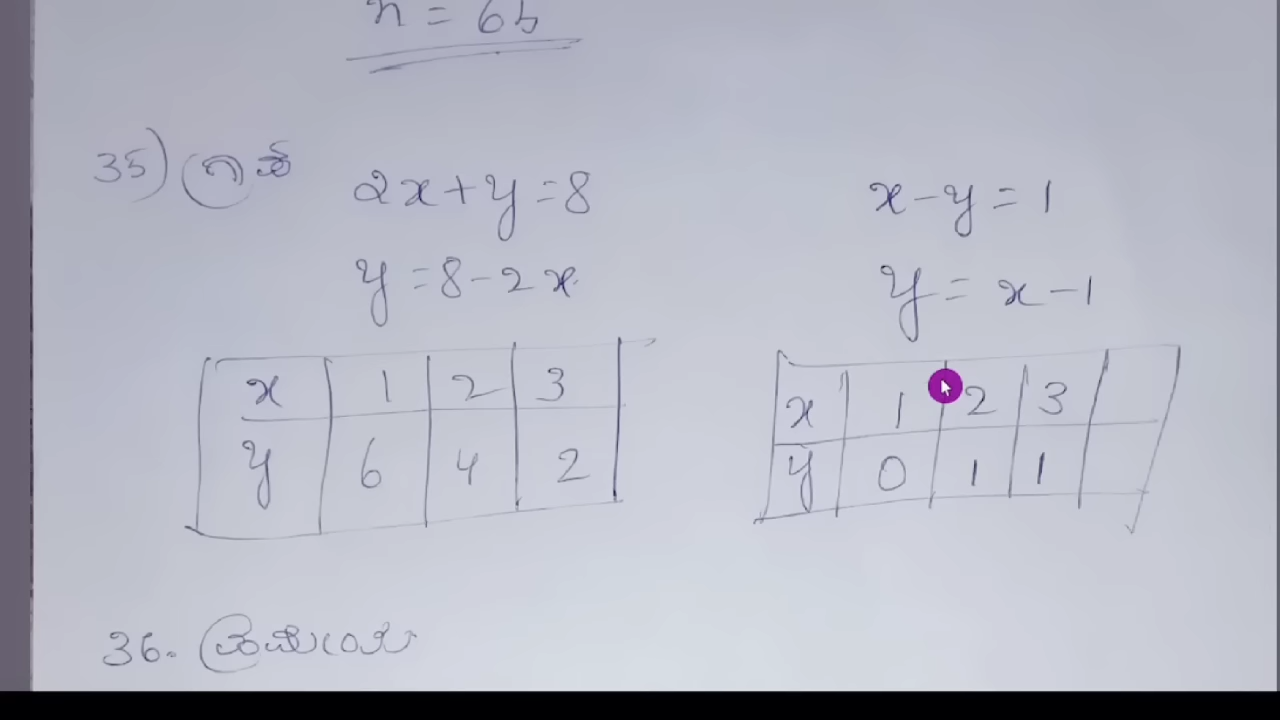 n = 65
35) ಗ್ರಾಫ್
2x + y = 8
y = 8 - 2x
x 1 2 3
y 6 4 2
x - y = 1
y = x - 1
x 1 2 3
y 0 1 1
36. ಪ್ರಮೇಯ